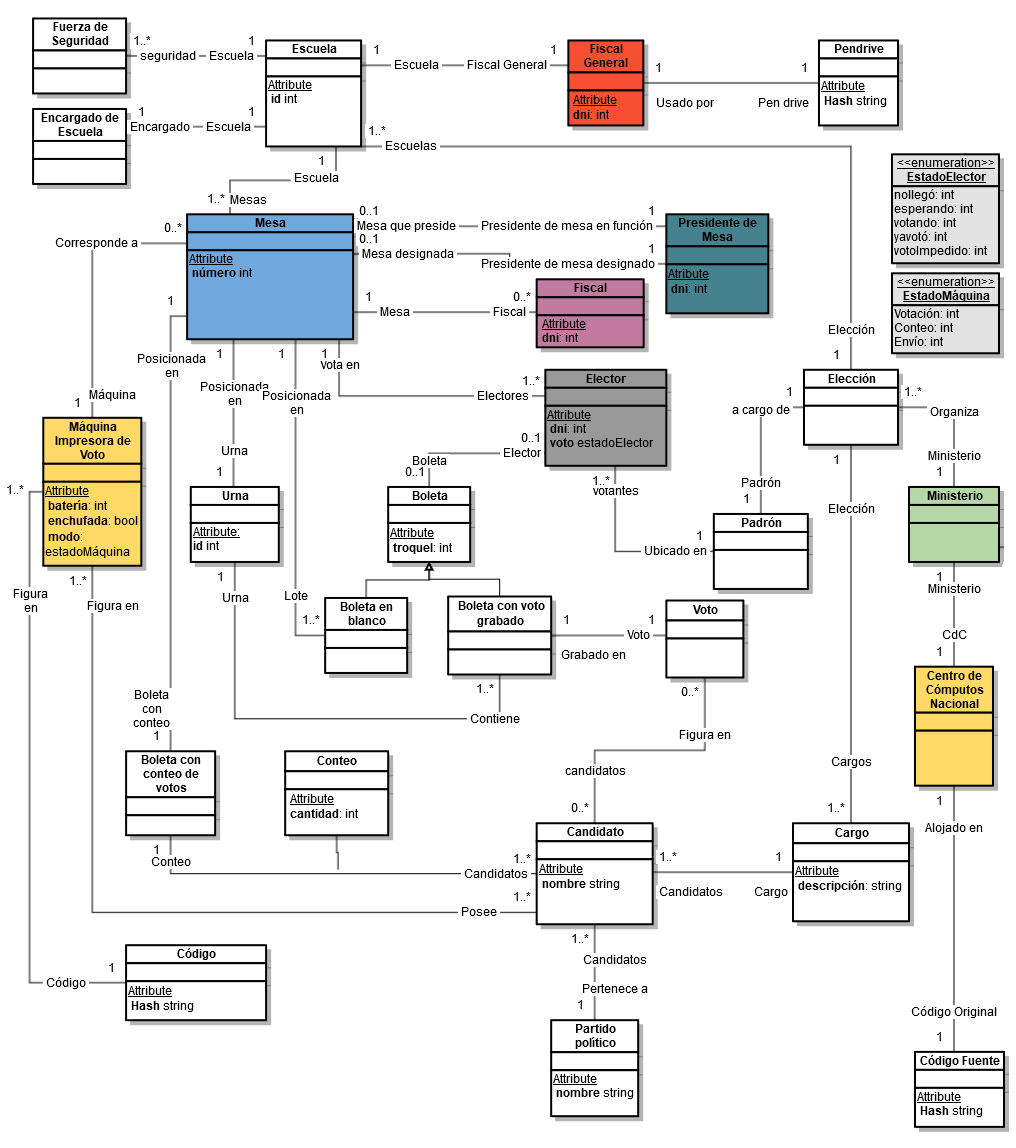 Fuerza de
Seguridad
1..*
seguridad
Escuela
1
Escuela
Attribute
id int
1
Escuela
Fiscal General
1
Fiscal
General
Attribute
dni: int
1
Usado por
Pen drive
1
Pendrive
Attribute
Hash string
Encargado de
Escuela
1
Encargado
Escuela
1
1..*
Escuelas
1
Escuela
1..*
Mesas
<<enumeration>>
EstadoElector
nollegó: int
esperando: int
votando: int
yavotó: int
votoImpedido: int
<<enumeration>>
EstadoMáquina
Votación: int
Conteo: int
Envío: int
0..*
Corresponde a
Mesa
Attribute
número int
0..1
Mesa que preside
Presidente de mesa en función
1
0..1
Mesa designada
Presidente de mesa designado
1
Presidente de
Mesa
Atribute
dni: int
1
Mesa
0..*
Fiscal
Fiscal
Attribute
dni: int
Elección
1
1
Posicionada
en
1
Posicionada
en
1
Posicionada
en
1
Vota en
Electores
1..*
Elector
Attribute
dni: int
voto estadoElector
0..1
Elector
Boleta
0..1
1..*
votantes
Elección
1
a cargo de
Padrón
1
1..*
Organiza
Ministerio
1
Ministerio
1
Elección
Máquina
1
Máquina
Impresora de
Voto
Attribute
batería: int
enchufada: bool
modo:
estadoMáquina
1..*
Figura
en
1..*
Figura en
Urna
1
Urna
Attribute:
id int
1
Urna
Boleta
Attribute
troquel: int
Padrón
1
Ubicado en
1
Ministerio
CdC
1
Lote
1..*
Boleta en
blanco
Boleta con voto
grabado
1
Voto
1
Grabado en
Voto
1..*
Contiene
0..*
Figura en
candidatos
0..*
Centro de
Cómputos
Nacional
1
Alojado en
Boleta
con
conteo
1
Boleta con
conteo de
votos
1
Conteo
Conteo
Attribute
cantidad: int
1..*
Candidatos
1..*
Posee
Candidato
Attribute
nombre string
1..*
Candidatos
1
Cargo
Cargos
1..*
Cargo
Attribute
descripción: string
1..*
Candidatos
Pertenece a
1
Partido
político
Attribute
nombre string
Código
1
Código
Attribute
Hash string
Código Original
1
Código Fuente
Attribute
Hash string